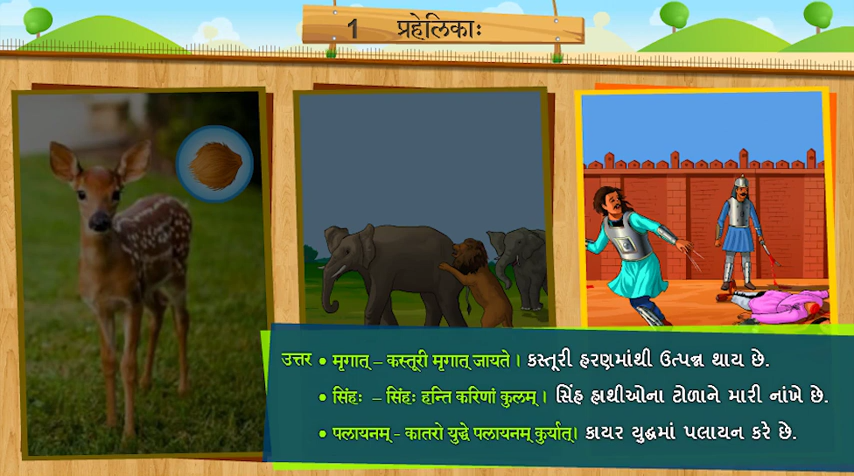 1 प्रहेलिकाः
उत्तर • मृगात् – कस्तूरी मृगात् जायते । કસ્તૂરી હરણમાંથી ઉત્પન્ન થાય છે.
• सिंहः – सिंहः हन्ति करिणां कुलम् । સિંહ હાથીઓના ટોળાને મારી નાંખે છે.
• पलायनम् - कातरो युद्धे पलायनम् कुर्यात्। કાયર યુદ્ધમાં પલાયન કરે છે.